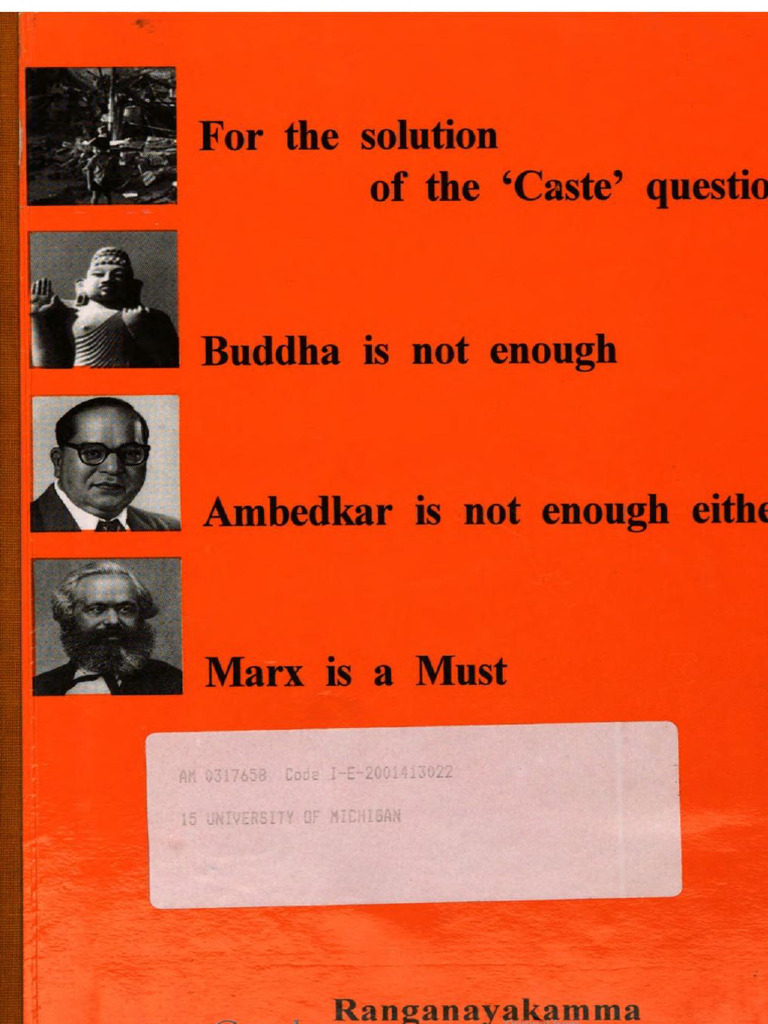 For the solution
of the ‘Caste’ questio
Buddha is not enough
Ambedkar is not enough eithe
Marx is a Must
AM 0317658 Code I-E-2001413022
15 UNIVERSITY OF MICHIGAN
Ranganayakamma